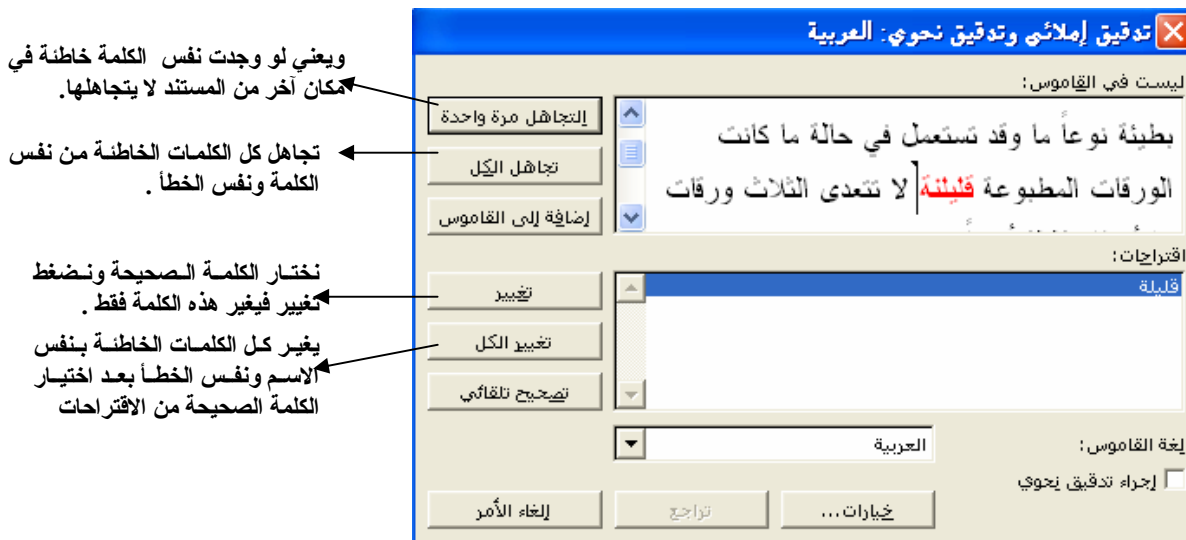 تدقيق إملائي وتدقيق نحوي: العربية
ليست في القاموس:
بطيئة نوعاً ما وقد تستعمل في حالة ما كانت
الورقات المطبوعة قليلنة لا تتعدى الثلاث ورقات
التجاهل مرة واحدة
تجاهل الكل
إضافة إلى القاموس
اقتراحات:
قليلة
تغيير
تغيير الكل
تصحيح تلقائي
لغة القاموس:
العربية
إجراء تدقيق نحوي
خيارات...
تراجع
إلغاء الأمر
ويعني لو وجدت نفس الكلمة خاطئة في
مكان آخر من المستند لا يتجاهلها.
تجاهل كل الكلمات الخاطئة من نفس
الكلمة ونفس الخطأ .
نختار الكلمة الصحيحة ونضغط
تغيير فيغير هذه الكلمة فقط .
يغير كل الكلمات الخاطئة بنفس
الاسم ونفس الخطأ بعد اختيار
الكلمة الصحيحة من الاقتراحات